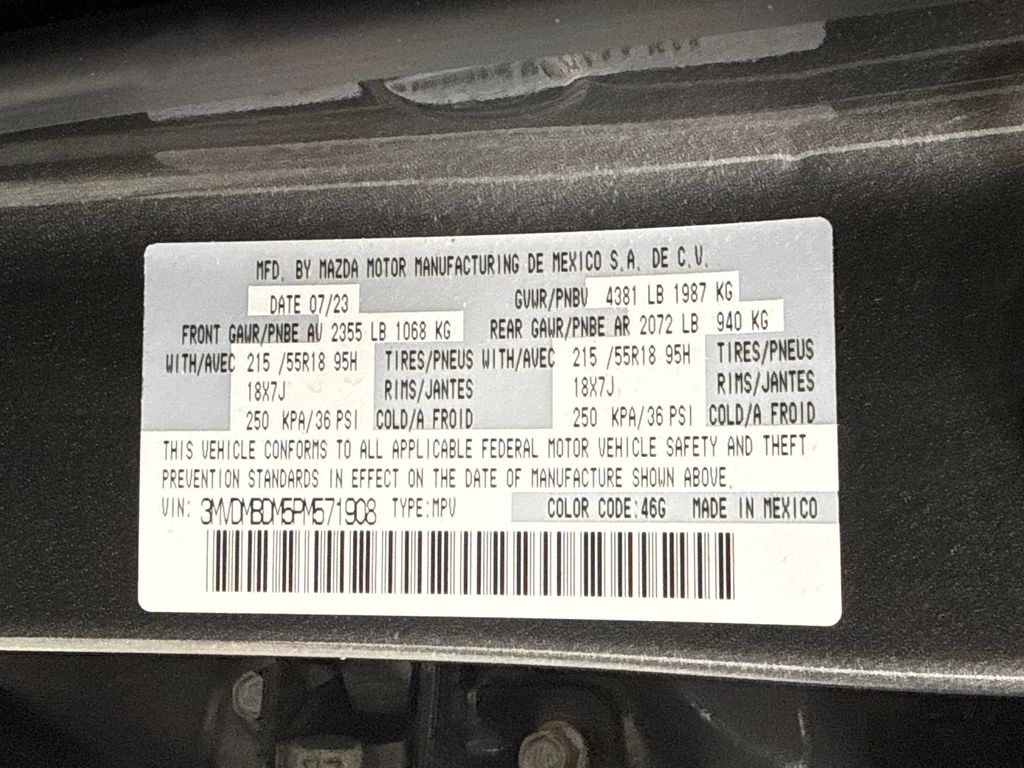 MFD. BY MAZDA MOTOR MANUFACTURING DE MEXICO S.A. DE C.V.
DATE 07/23 GVWR/PNBV 4381 LB 1987 KG
FRONT GAWR/PNBE AV 2355 LB 1068 KG REAR GAWR/PNBE AR 2072 LB 940 KG
WITH/AVEC 215 /55R18 95H TIRES/PNEUS WITH/AVEC 215 /55R18 95H TIRES/PNEUS
18X7J RIMS/JANTES 18X7J RIMS/JANTES
250 KPA/36 PSI COLD/A FROID 250 KPA/36 PSI COLD/A FROID
THIS VEHICLE CONFORMS TO ALL APPLICABLE FEDERAL MOTOR VEHICLE SAFETY AND THEFT
PREVENTION STANDARDS IN EFFECT ON THE DATE OF MANUFACTURE SHOWN ABOVE.
VIN: 3MVDMBDM5PM571908 TYPE:MPV COLOR CODE:46G MADE IN MEXICO